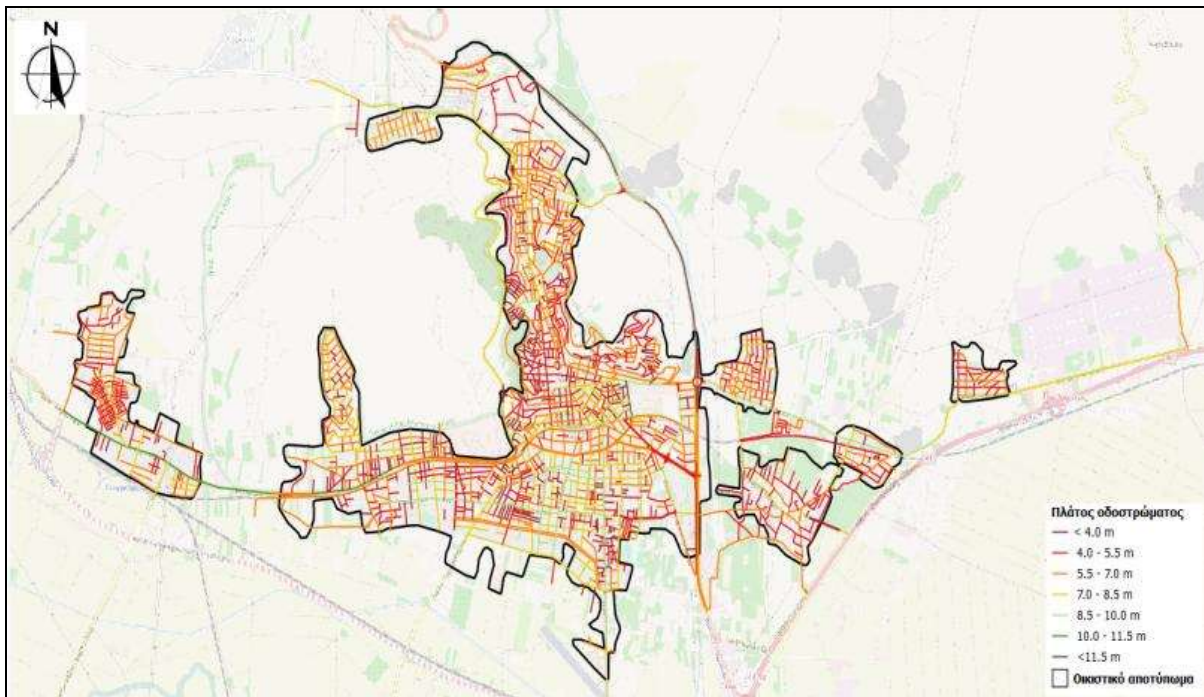 N
Πλάτος οδοστρώματος
< 4.0 m
4.0 - 5.5 m
5.5 - 7.0 m
7.0 - 8.5 m
8.5 - 10.0 m
10.0 - 11.5 m
<11.5 m
Οικιστικό αποτύπωμα